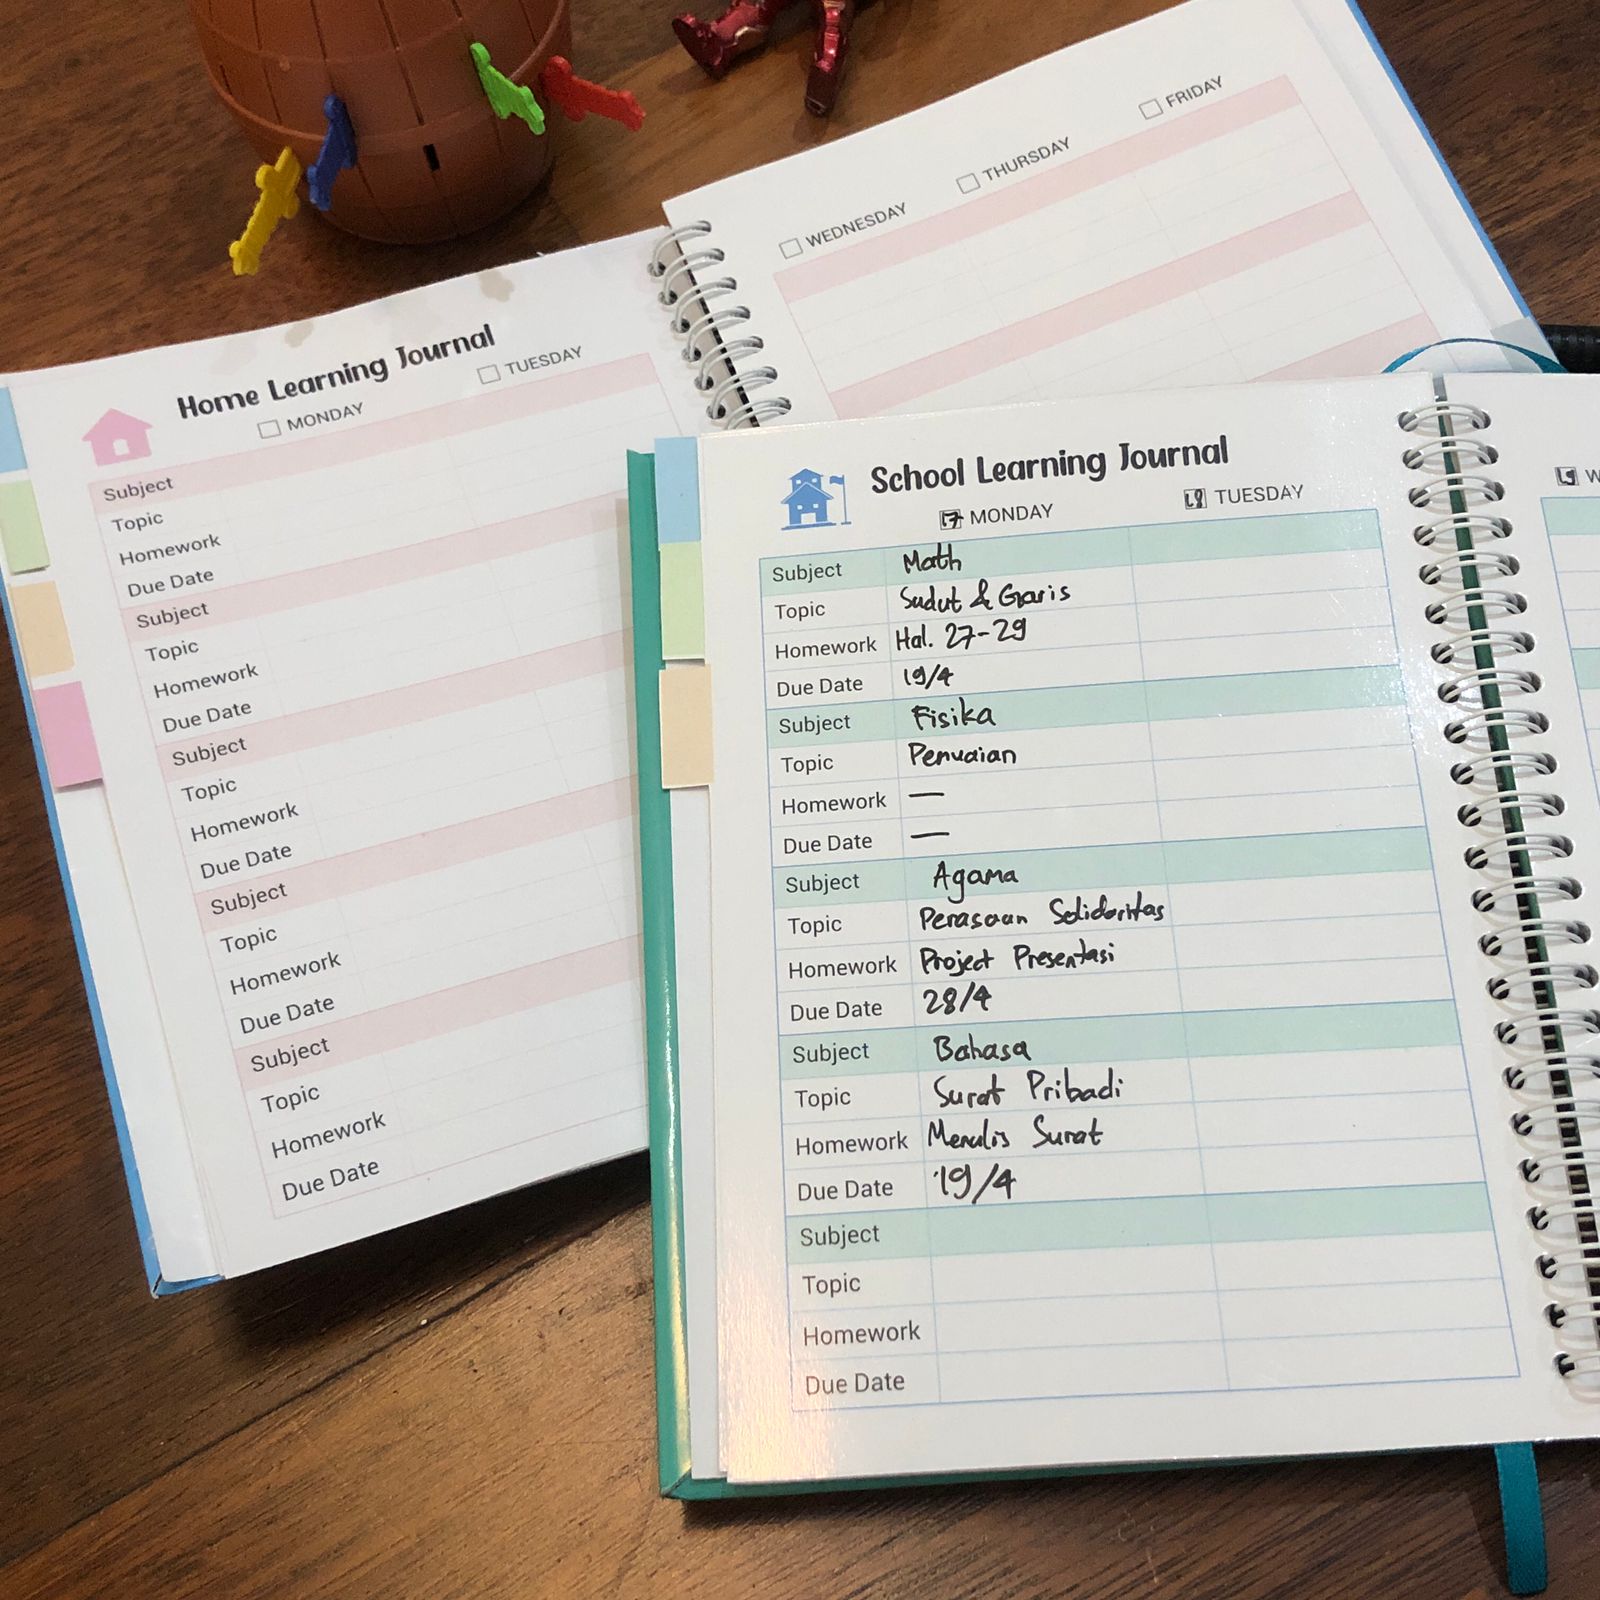 Home Learning Journal
MONDAY TUESDAY
Subject
Topic
Homework
Due Date
Subject
Topic
Homework
Due Date
Subject
Topic
Homework
Due Date
Subject
Topic
Homework
Due Date
Subject
Topic
Homework
Due Date
WEDNESDAY THURSDAY FRIDAY
School Learning Journal
17 MONDAY 18 TUESDAY
Subject Math
Topic Sudut & Garis
Homework Hal. 27-29
Due Date 19/4
Subject Fisika
Topic Pemuaian
Homework —
Due Date —
Subject Agama
Topic Perasaan Solidaritas
Homework Project Presentasi
Due Date 28/4
Subject Bahasa
Topic Surat Pribadi
Homework Menulis Surat
Due Date 19/4
Subject
Topic
Homework
Due Date
19 W